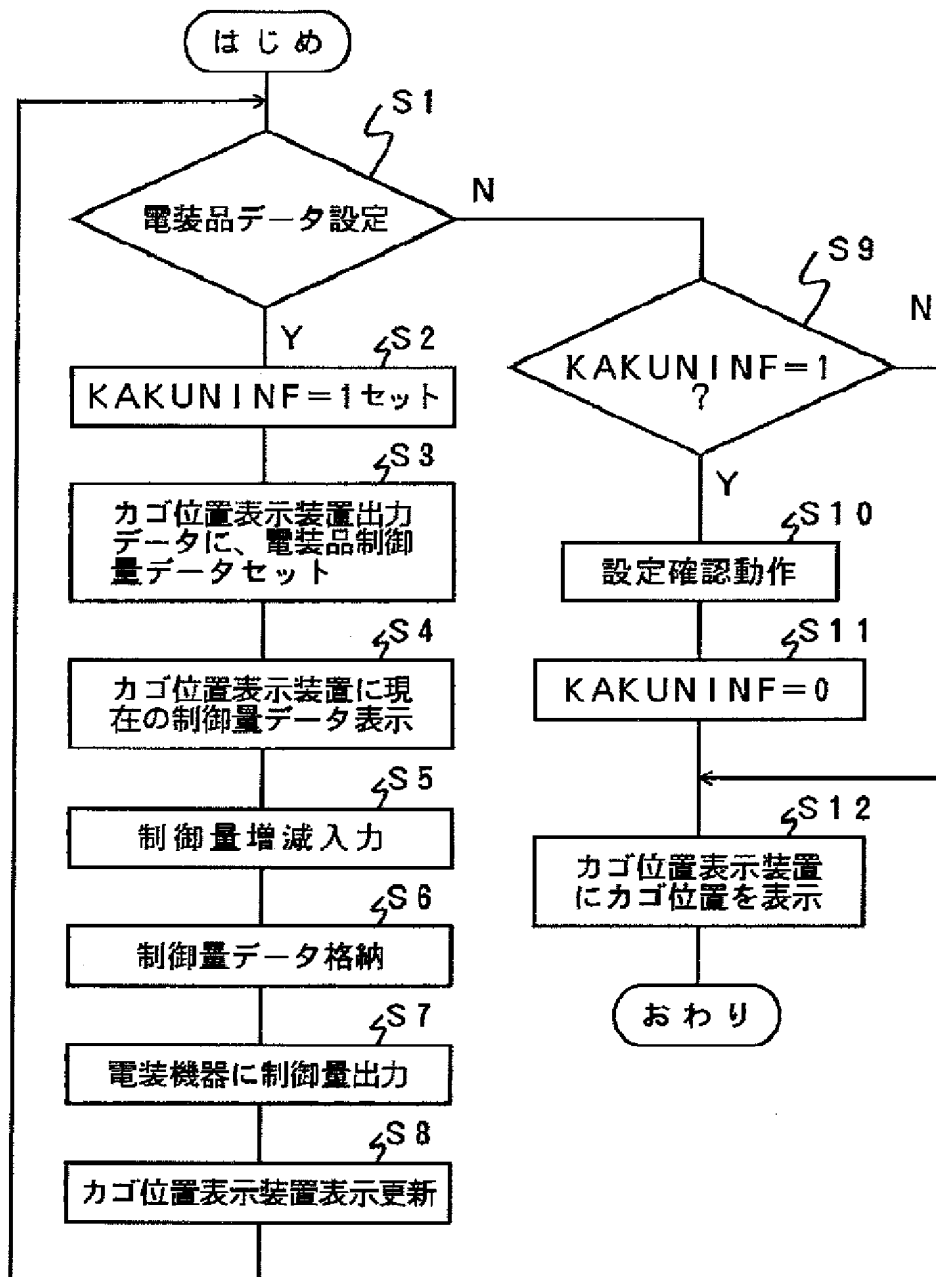 はじめ
S1
電装品データ設定
N
Y
S2
KAKUNINF=1セット
S3
カゴ位置表示装置出力
データに、電装品制御
量データセット
S4
カゴ位置表示装置に現
在の制御量データ表示
S5
制御量増減入力
S6
制御量データ格納
S7
電装機器に制御量出力
S8
カゴ位置表示装置表示更新
S9
N
KAKUNINF=1
?
Y
S10
設定確認動作
S11
KAKUNINF=0
S12
カゴ位置表示装置
にカゴ位置を表示
おわり